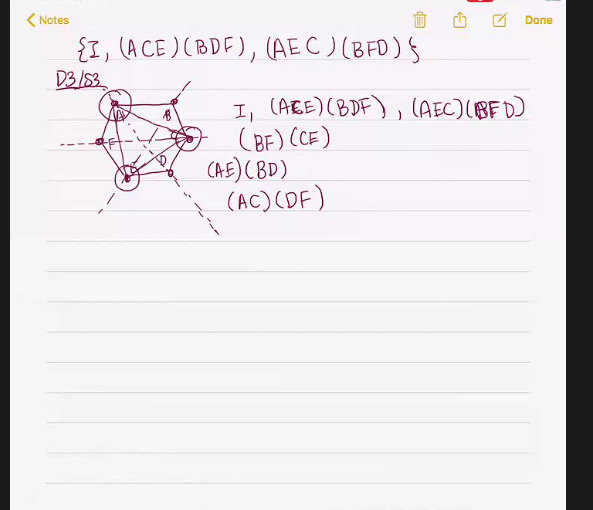 Notes Done
{I, (ACE)(BDF), (AEC)(BFD)}
D3/S3
A B
I, (ACE)(BDF), (AEC)(BFD)
F C
(BF)(CE)
E D
(AE)(BD)
(AC)(DF)